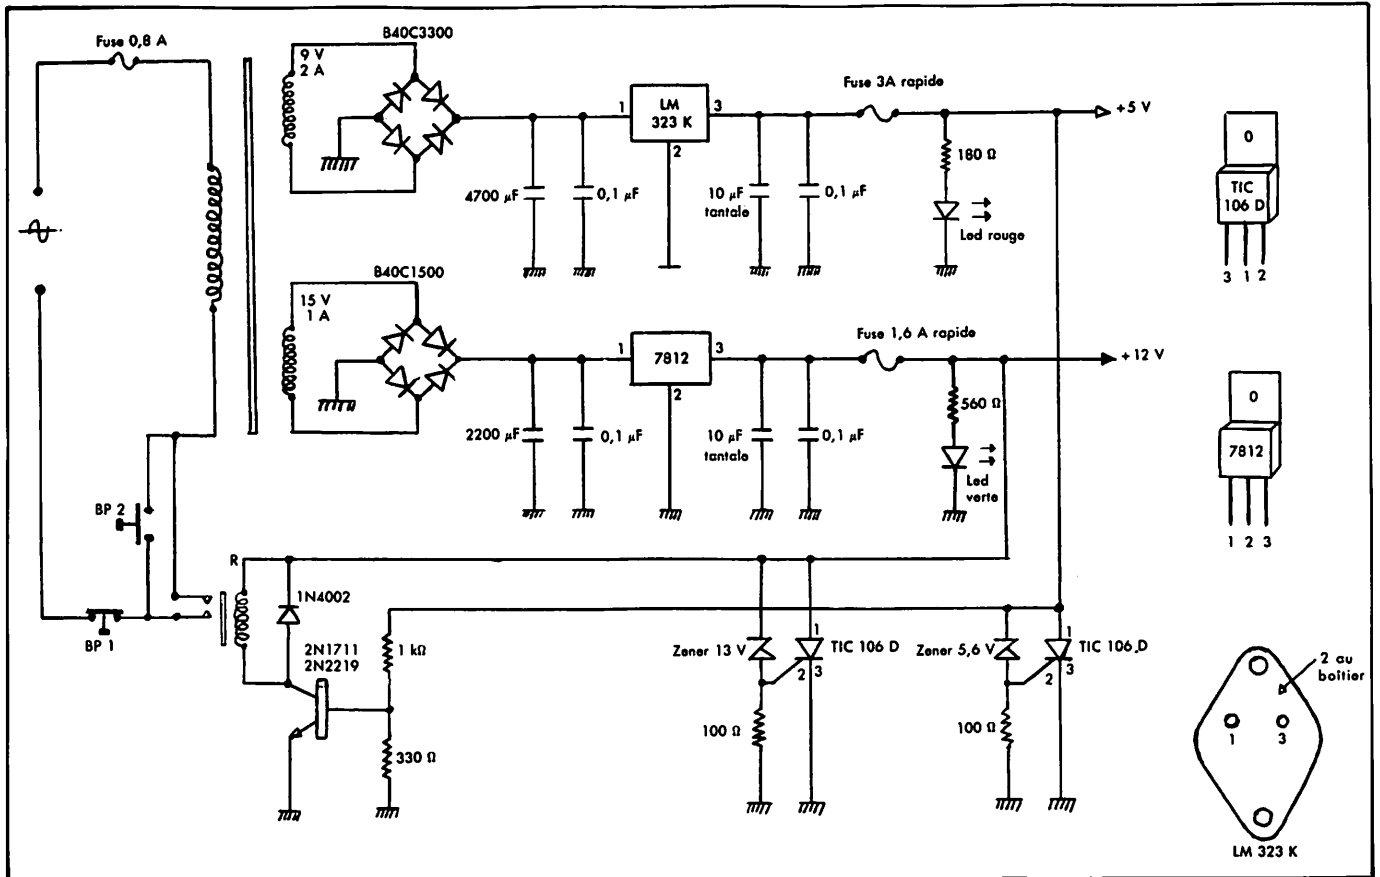 Fuse 0,8 A
B40C3300
9 V
2 A
Fuse 3A rapide
LM
323 K
1
3
2
+5 V
4700 µF
0,1 µF
10 µF
tantale
0,1 µF
180 Ω
Led rouge
0
TIC
106 D
3 1 2
B40C1500
15 V
1 A
Fuse 1,6 A rapide
7812
1
3
2
+12 V
2200 µF
0,1 µF
10 µF
tantale
0,1 µF
560 Ω
Led
verte
0
7812
1 2 3
BP 2
BP 1
R
1N4002
2N1711
2N2219
1 kΩ
330 Ω
Zener 13 V
1
TIC 106 D
2
3
100 Ω
Zener 5,6 V
1
TIC 106,D
2
3
100 Ω
2 au
boîtier
1
3
LM 323 K